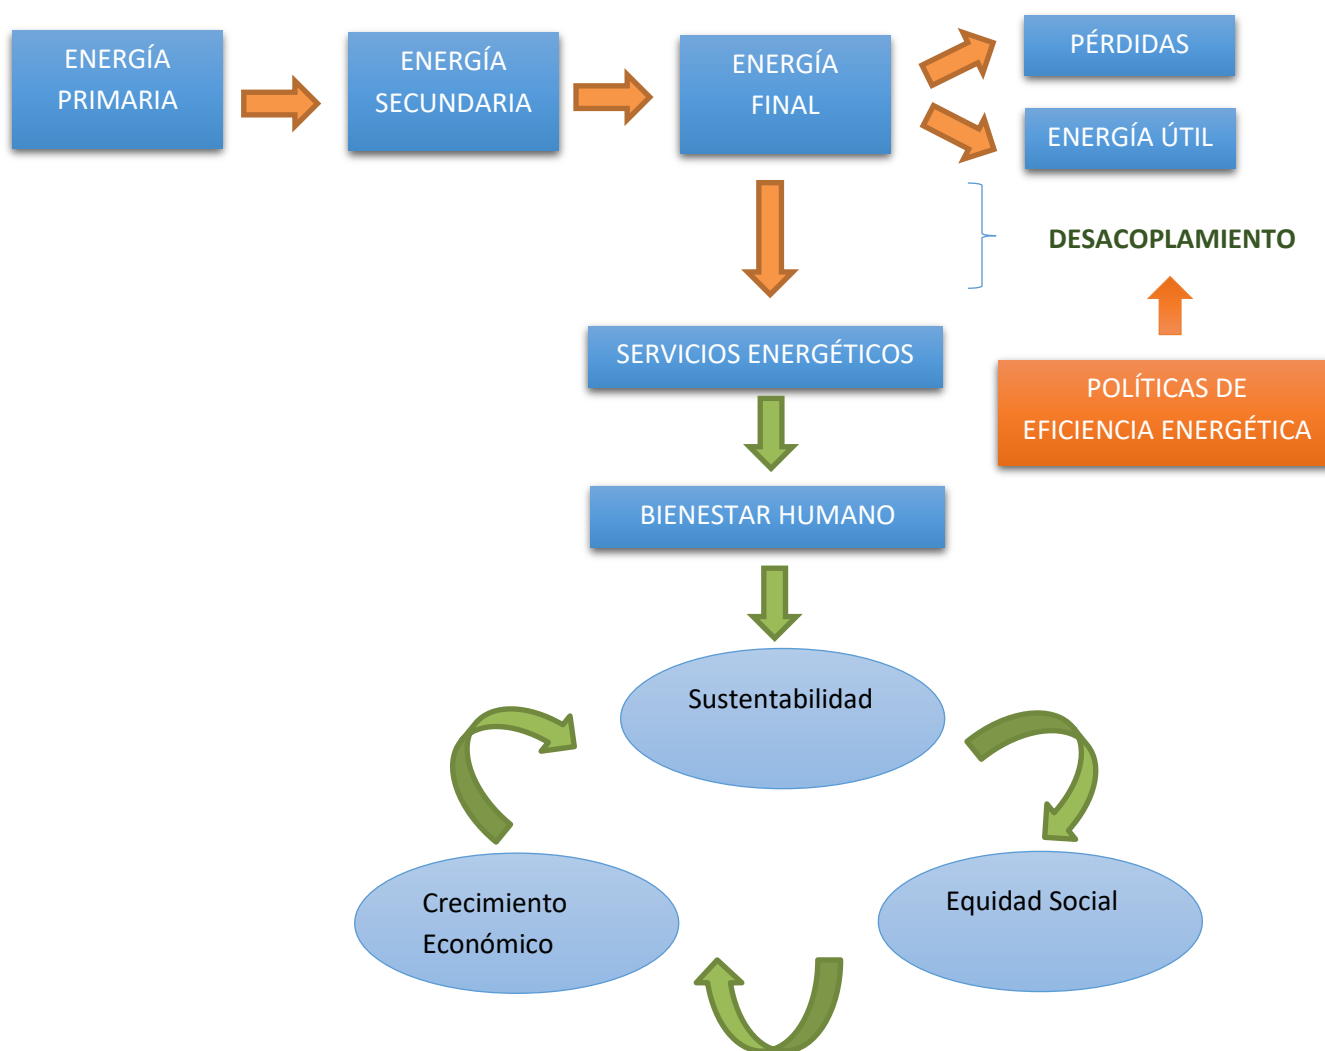 ENERGÍA
PRIMARIA
ENERGÍA
SECUNDARIA
ENERGÍA
FINAL
PÉRDIDAS
ENERGÍA ÚTIL
DESACOPLAMIENTO
SERVICIOS ENERGÉTICOS
POLÍTICAS DE
EFICIENCIA ENERGÉTICA
BIENESTAR HUMANO
Sustentabilidad
Crecimiento
Económico
Equidad Social